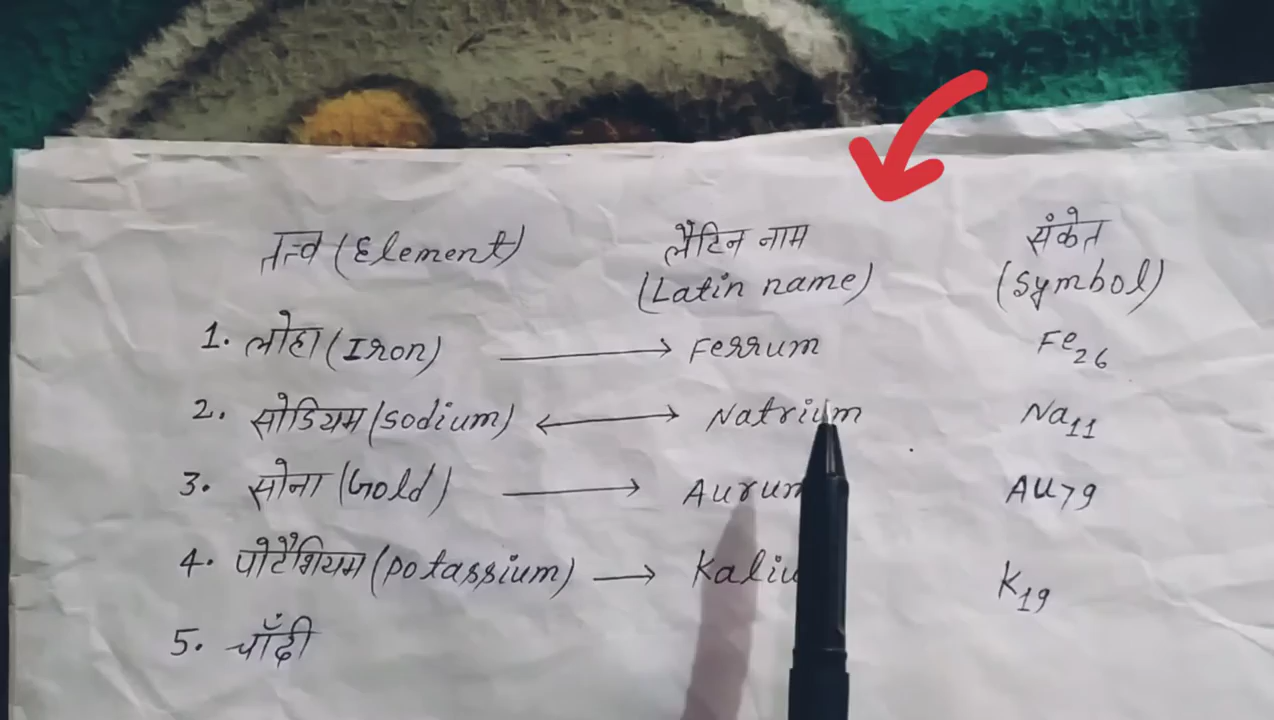 तत्व (Element) लैटिन नाम संकेत
(Latin name) (Symbol)
1. लोहा (Iron) → Ferrum Fe26
2. सोडियम (Sodium) ↔ Natrium Na11
3. सोना (Gold) → Aurum Au79
4. पोटैशियम (potassium) → Kaliu K19
5. चाँदी